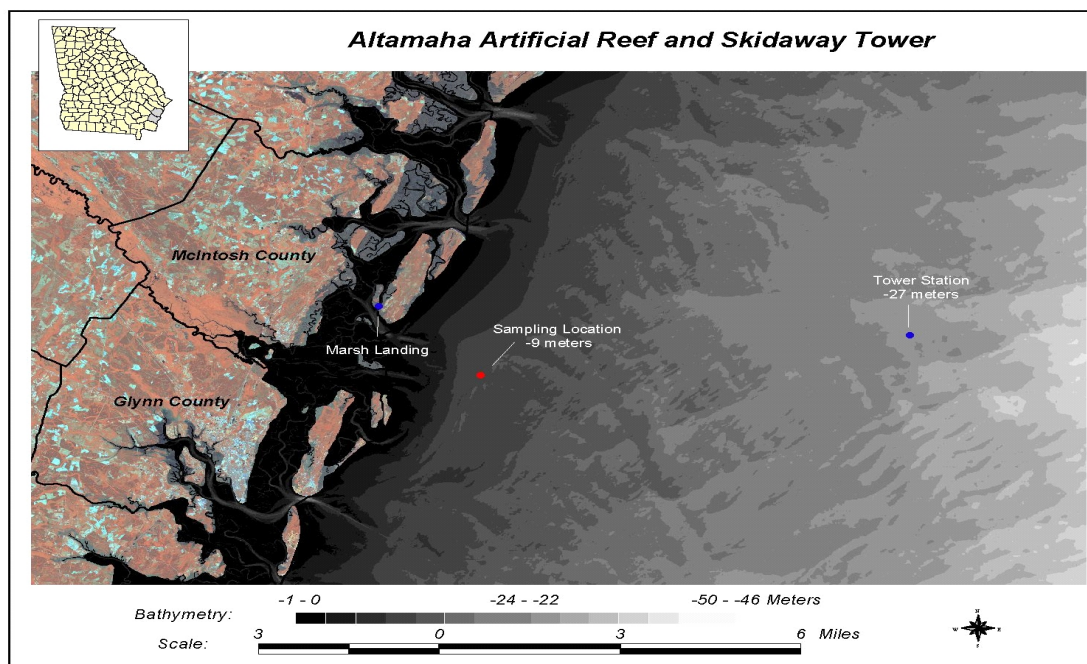 Altamaha Artificial Reef and Skidaway Tower
McIntosh County
Tower Station
-27 meters
Sampling Location
-9 meters
Marsh Landing
Glynn County
Bathymetry: -1 - 0 -24 - -22 -50 - -46 Meters
Scale: 3 0 3 6 Miles
N
W E
S